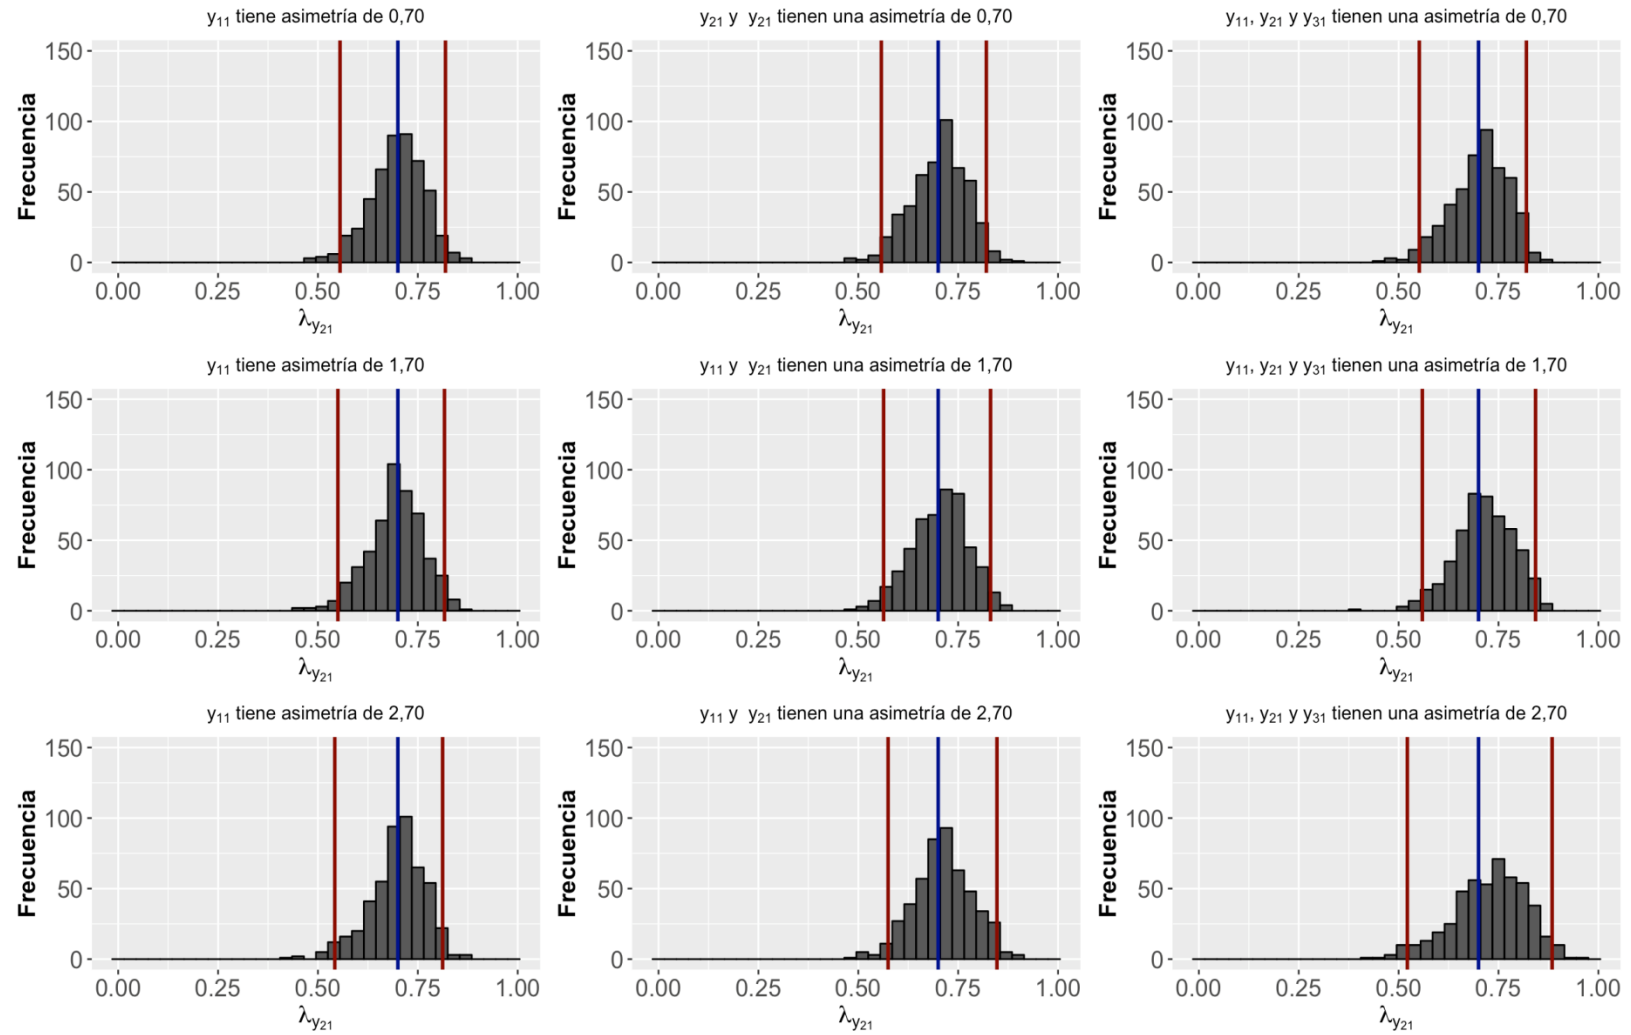 y₁₁ tiene asimetría de 0,70
y₂₁ y y₂₁ tienen una asimetría de 0,70
y₁₁, y₂₁ y y₃₁ tienen una asimetría de 0,70
150
100
50
0
Frecuencia
0.00 0.25 0.50 0.75 1.00
λy₂₁
150
100
50
0
Frecuencia
0.00 0.25 0.50 0.75 1.00
λy₂₁
150
100
50
0
Frecuencia
0.00 0.25 0.50 0.75 1.00
λy₂₁
y₁₁ tiene asimetría de 1,70
y₁₁ y y₂₁ tienen una asimetría de 1,70
y₁₁, y₂₁ y y₃₁ tienen una asimetría de 1,70
150
100
50
0
Frecuencia
0.00 0.25 0.50 0.75 1.00
λy₂₁
150
100
50
0
Frecuencia
0.00 0.25 0.50 0.75 1.00
λy₂₁
150
100
50
0
Frecuencia
0.00 0.25 0.50 0.75 1.00
λy₂₁
y₁₁ tiene asimetría de 2,70
y₁₁ y y₂₁ tienen una asimetría de 2,70
y₁₁, y₂₁ y y₃₁ tienen una asimetría de 2,70
150
100
50
0
Frecuencia
0.00 0.25 0.50 0.75 1.00
λy₂₁
150
100
50
0
Frecuencia
0.00 0.25 0.50 0.75 1.00
λy₂₁
150
100
50
0
Frecuencia
0.00 0.25 0.50 0.75 1.00
λy₂₁